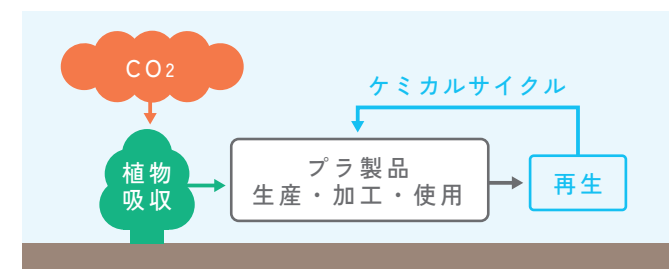 CO2
ケミカルサイクル
植物
吸収
プラ製品
生産・加工・使用
再生